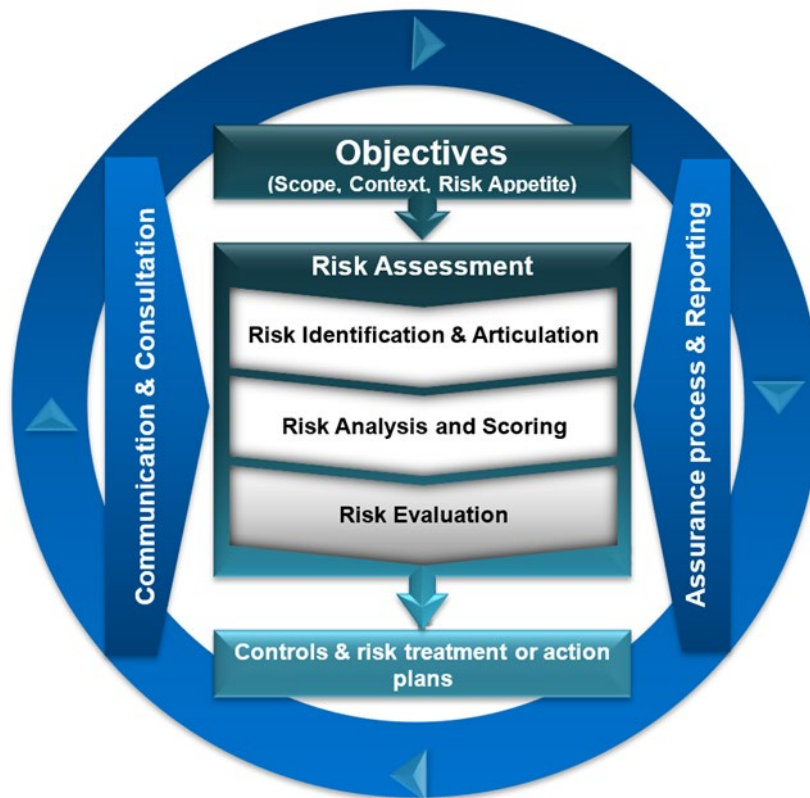 Objectives
(Scope, Context, Risk Appetite)
Risk Assessment
Risk Identification & Articulation
Risk Analysis and Scoring
Risk Evaluation
Controls & risk treatment or action
plans
Communication & Consultation
Assurance process & Reporting